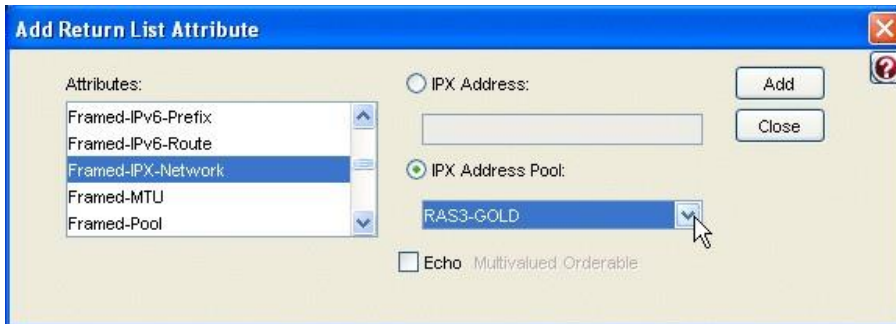 Add Return List Attribute
Attributes:
Framed-IPv6-Prefix
Framed-IPv6-Route
Framed-IPX-Network
Framed-MTU
Framed-Pool
IPX Address:
IPX Address Pool:
RAS3-GOLD
Echo Multivalued Orderable
Add
Close